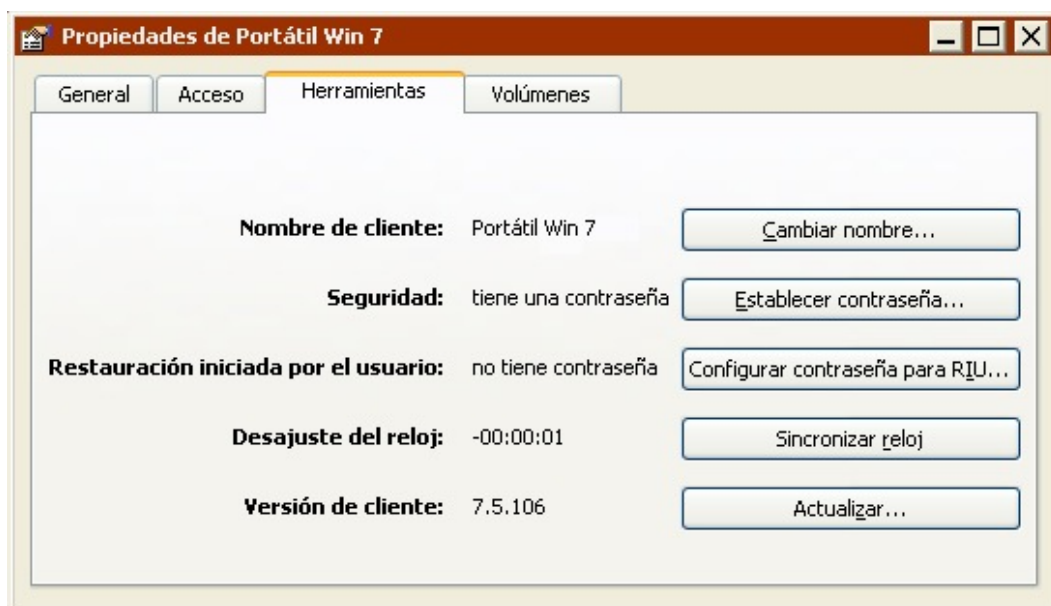 Propiedades de Portátil Win 7
General Acceso Herramientas Volúmenes
Nombre de cliente: Portátil Win 7 Cambiar nombre...
Seguridad: tiene una contraseña Establecer contraseña...
Restauración iniciada por el usuario: no tiene contraseña Configurar contraseña para RIU...
Desajuste del reloj: -00:00:01 Sincronizar reloj
Versión de cliente: 7.5.106 Actualizar...